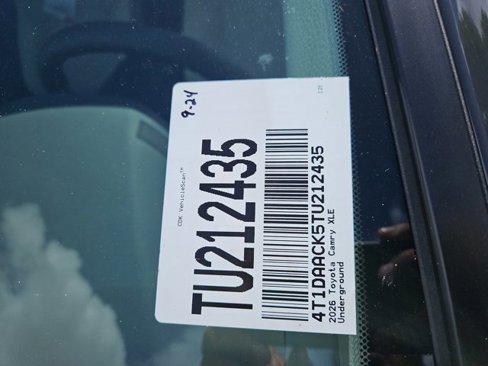 9-24
CDK VehicleScan™
TU212435
4T1DAACK5TU212435
2026 Toyota Camry XLE
Underground